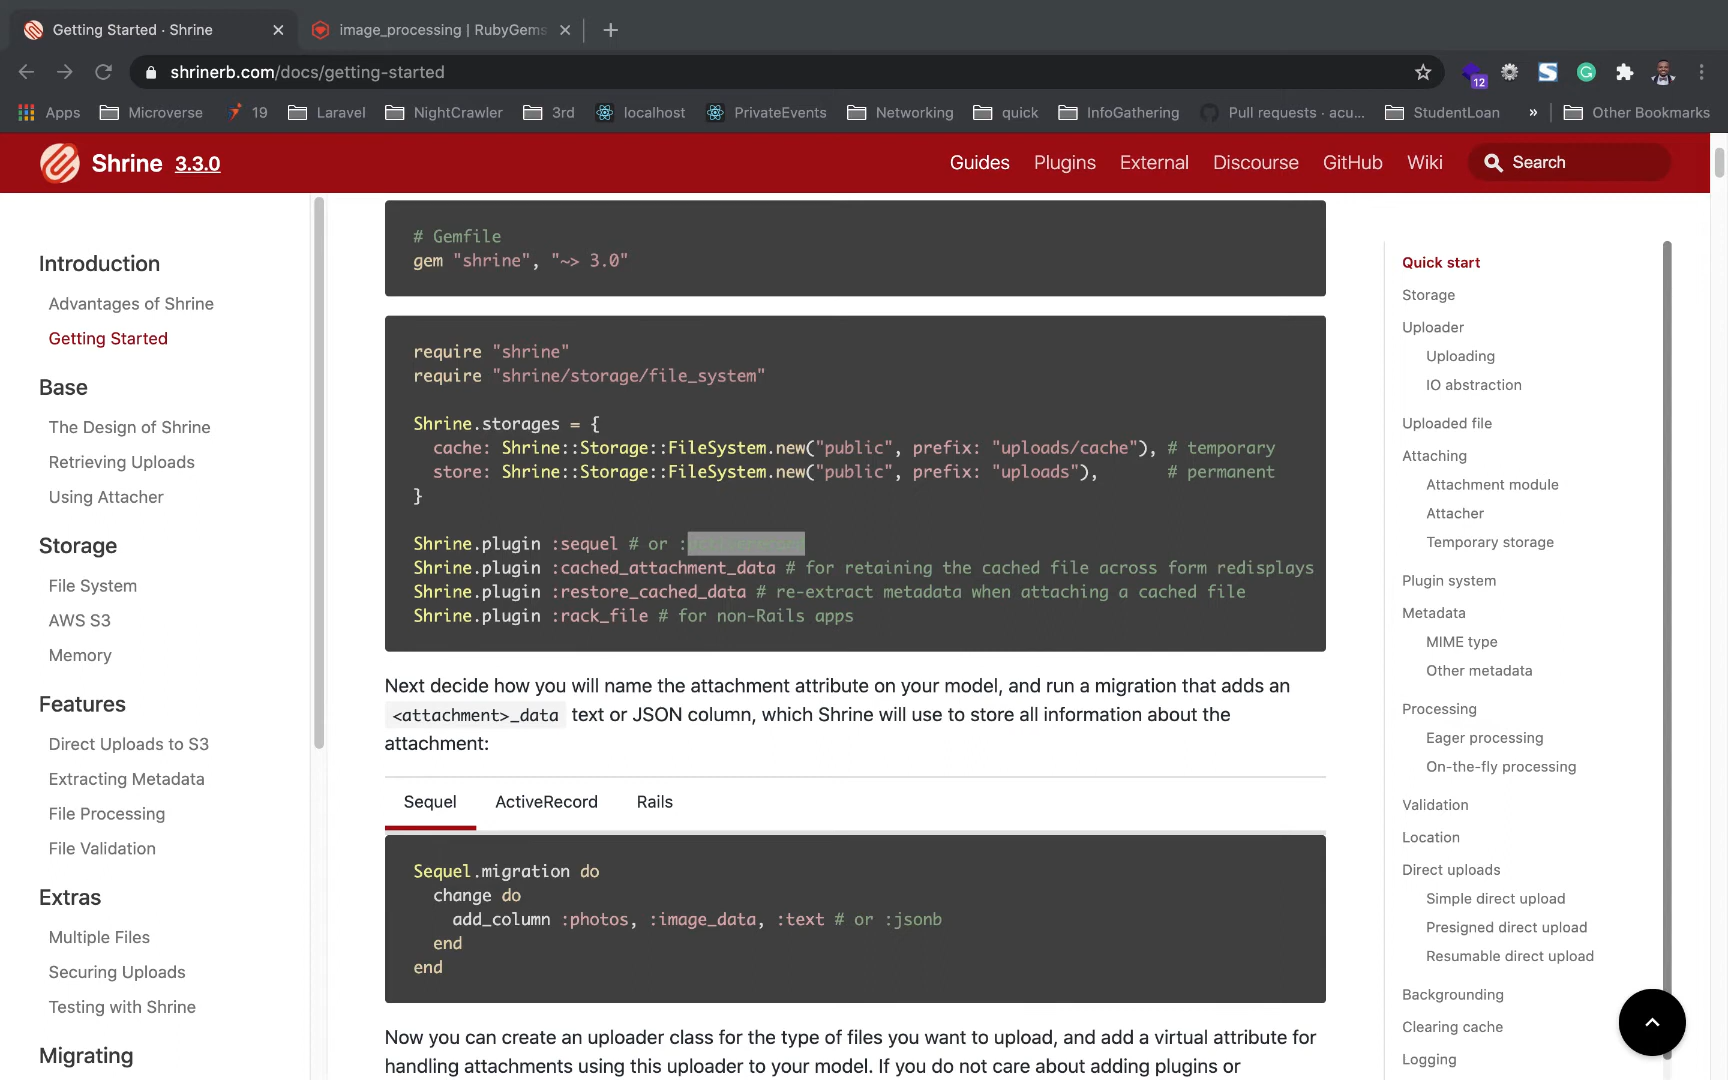 Getting Started · Shrine
image_processing | RubyGems
shrinerb.com/docs/getting-started
12
Apps
Microverse
19
Laravel
NightCrawler
3rd
localhost
PrivateEvents
Networking
quick
InfoGathering
Pull requests · acu...
StudentLoan
»
Other Bookmarks
Shrine 3.3.0
Guides
Plugins
External
Discourse
GitHub
Wiki
Search
Introduction
Advantages of Shrine
Getting Started
Base
The Design of Shrine
Retrieving Uploads
Using Attacher
Storage
File System
AWS S3
Memory
Features
Direct Uploads to S3
Extracting Metadata
File Processing
File Validation
Extras
Multiple Files
Securing Uploads
Testing with Shrine
Migrating
# Gemfile
gem "shrine", "~> 3.0"
require "shrine"
require "shrine/storage/file_system"
Shrine.storages = {
cache: Shrine::Storage::FileSystem.new("public", prefix: "uploads/cache"), # temporary
store: Shrine::Storage::FileSystem.new("public", prefix: "uploads"), # permanent
}
Shrine.plugin :sequel # or :
Shrine.plugin :cached_attachment_data # for retaining the cached file across form redisplays
Shrine.plugin :restore_cached_data # re-extract metadata when attaching a cached file
Shrine.plugin :rack_file # for non-Rails apps
Next decide how you will name the attachment attribute on your model, and run a migration that adds an
<attachment>_data text or JSON column, which Shrine will use to store all information about the
attachment:
Sequel
ActiveRecord
Rails
Sequel.migration do
change do
add_column :photos, :image_data, :text # or :jsonb
end
end
Now you can create an uploader class for the type of files you want to upload, and add a virtual attribute for
handling attachments using this uploader to your model. If you do not care about adding plugins or
Quick start
Storage
Uploader
Uploading
IO abstraction
Uploaded file
Attaching
Attachment module
Attacher
Temporary storage
Plugin system
Metadata
MIME type
Other metadata
Processing
Eager processing
On-the-fly processing
Validation
Location
Direct uploads
Simple direct upload
Presigned direct upload
Resumable direct upload
Backgrounding
Clearing cache
Logging